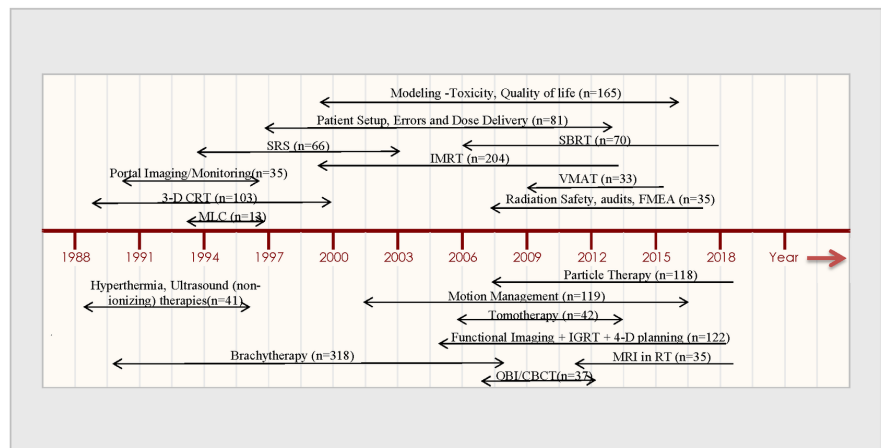 Modeling -Toxicity, Quality of life (n=165)
Patient Setup, Errors and Dose Delivery (n=81)
SRS (n=66)
SBRT (n=70)
IMRT (n=204)
Portal Imaging/Monitoring(n=35)
VMAT (n=33)
3-D CRT (n=103)
Radiation Safety, audits, FMEA (n=35)
MLC (n=13)
1988 1991 1994 1997 2000 2003 2006 2009 2012 2015 2018 Year
Particle Therapy (n=118)
Hyperthermia, Ultrasound (non-
ionizing) therapies(n=41)
Motion Management (n=119)
Tomotherapy (n=42)
Functional Imaging + IGRT + 4-D planning (n=122)
Brachytherapy (n=318)
MRI in RT (n=35)
OBI/CBCT(n=37)